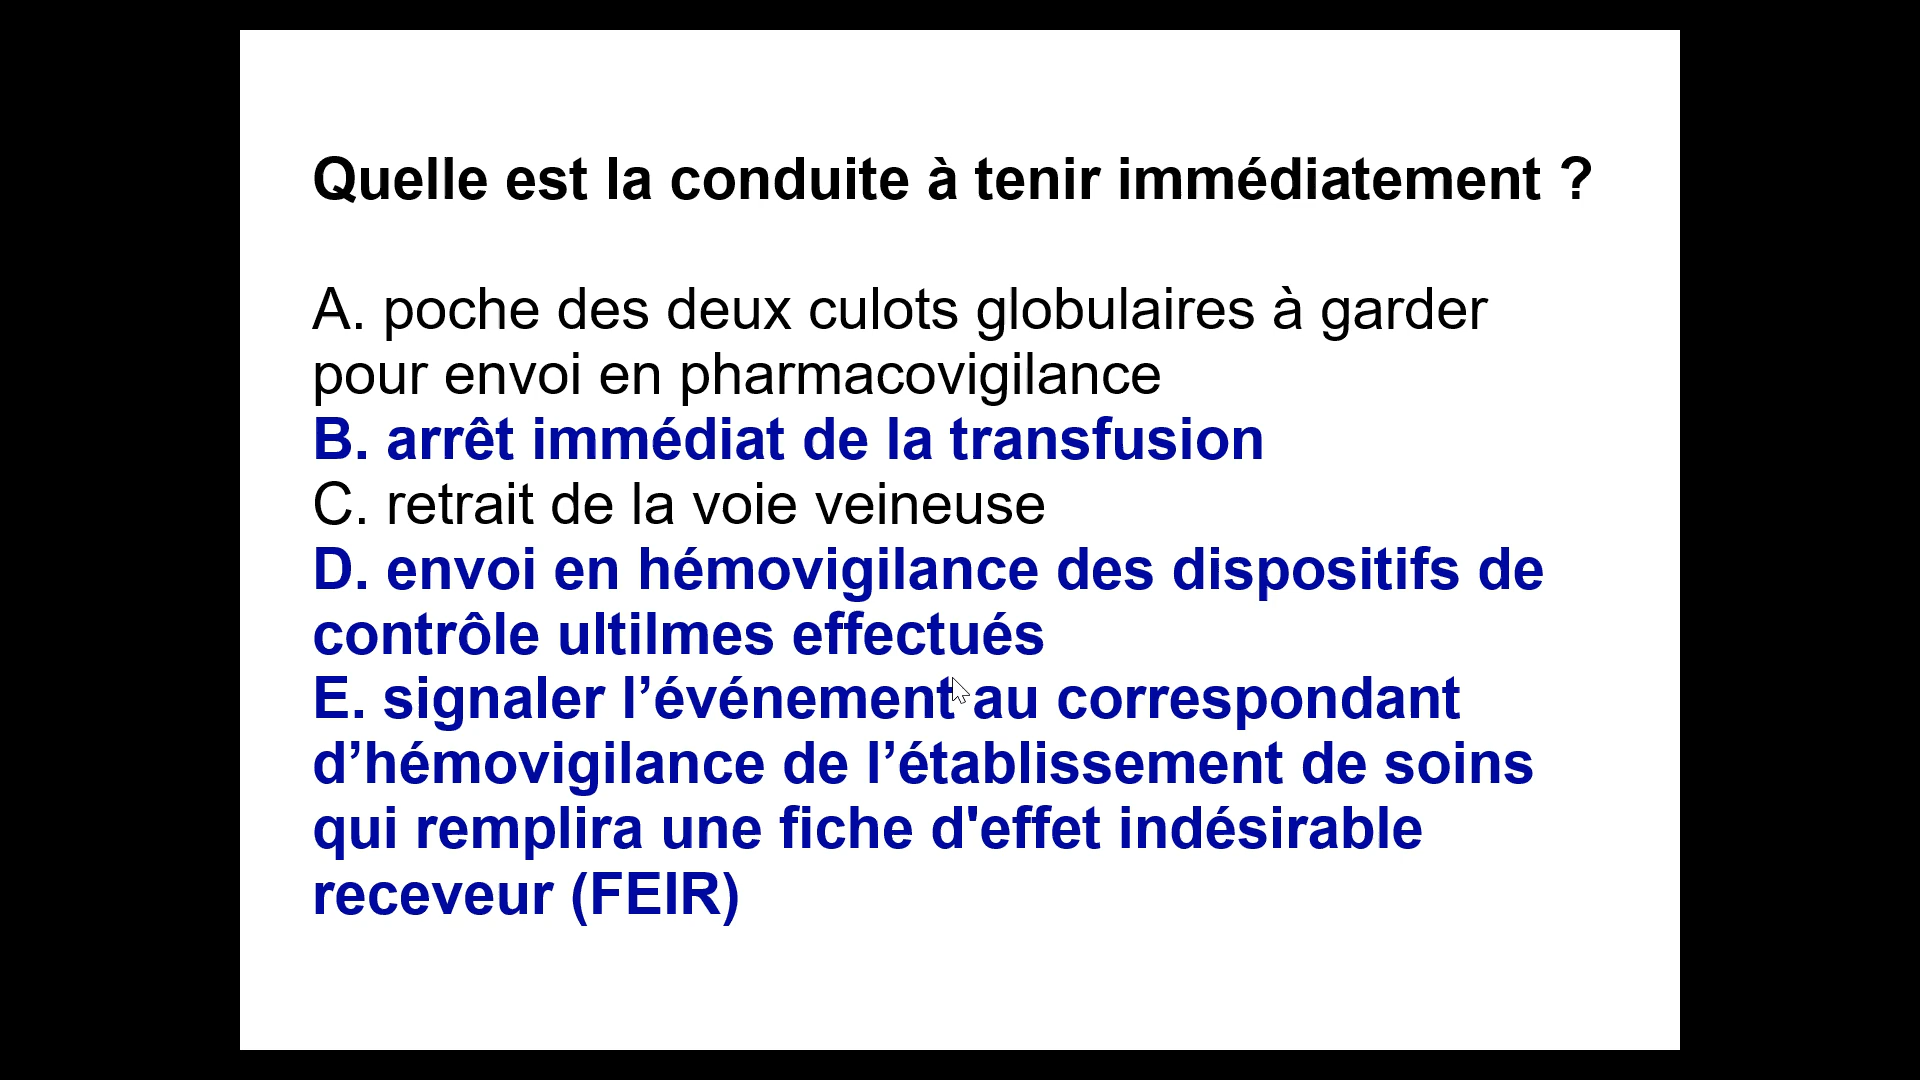 Quelle est la conduite à tenir immédiatement ?
A. poche des deux culots globulaires à garder
pour envoi en pharmacovigilance
B. arrêt immédiat de la transfusion
C. retrait de la voie veineuse
D. envoi en hémovigilance des dispositifs de
contrôle ultilmes effectués
E. signaler l’événement au correspondant
d’hémovigilance de l’établissement de soins
qui remplira une fiche d'effet indésirable
receveur (FEIR)